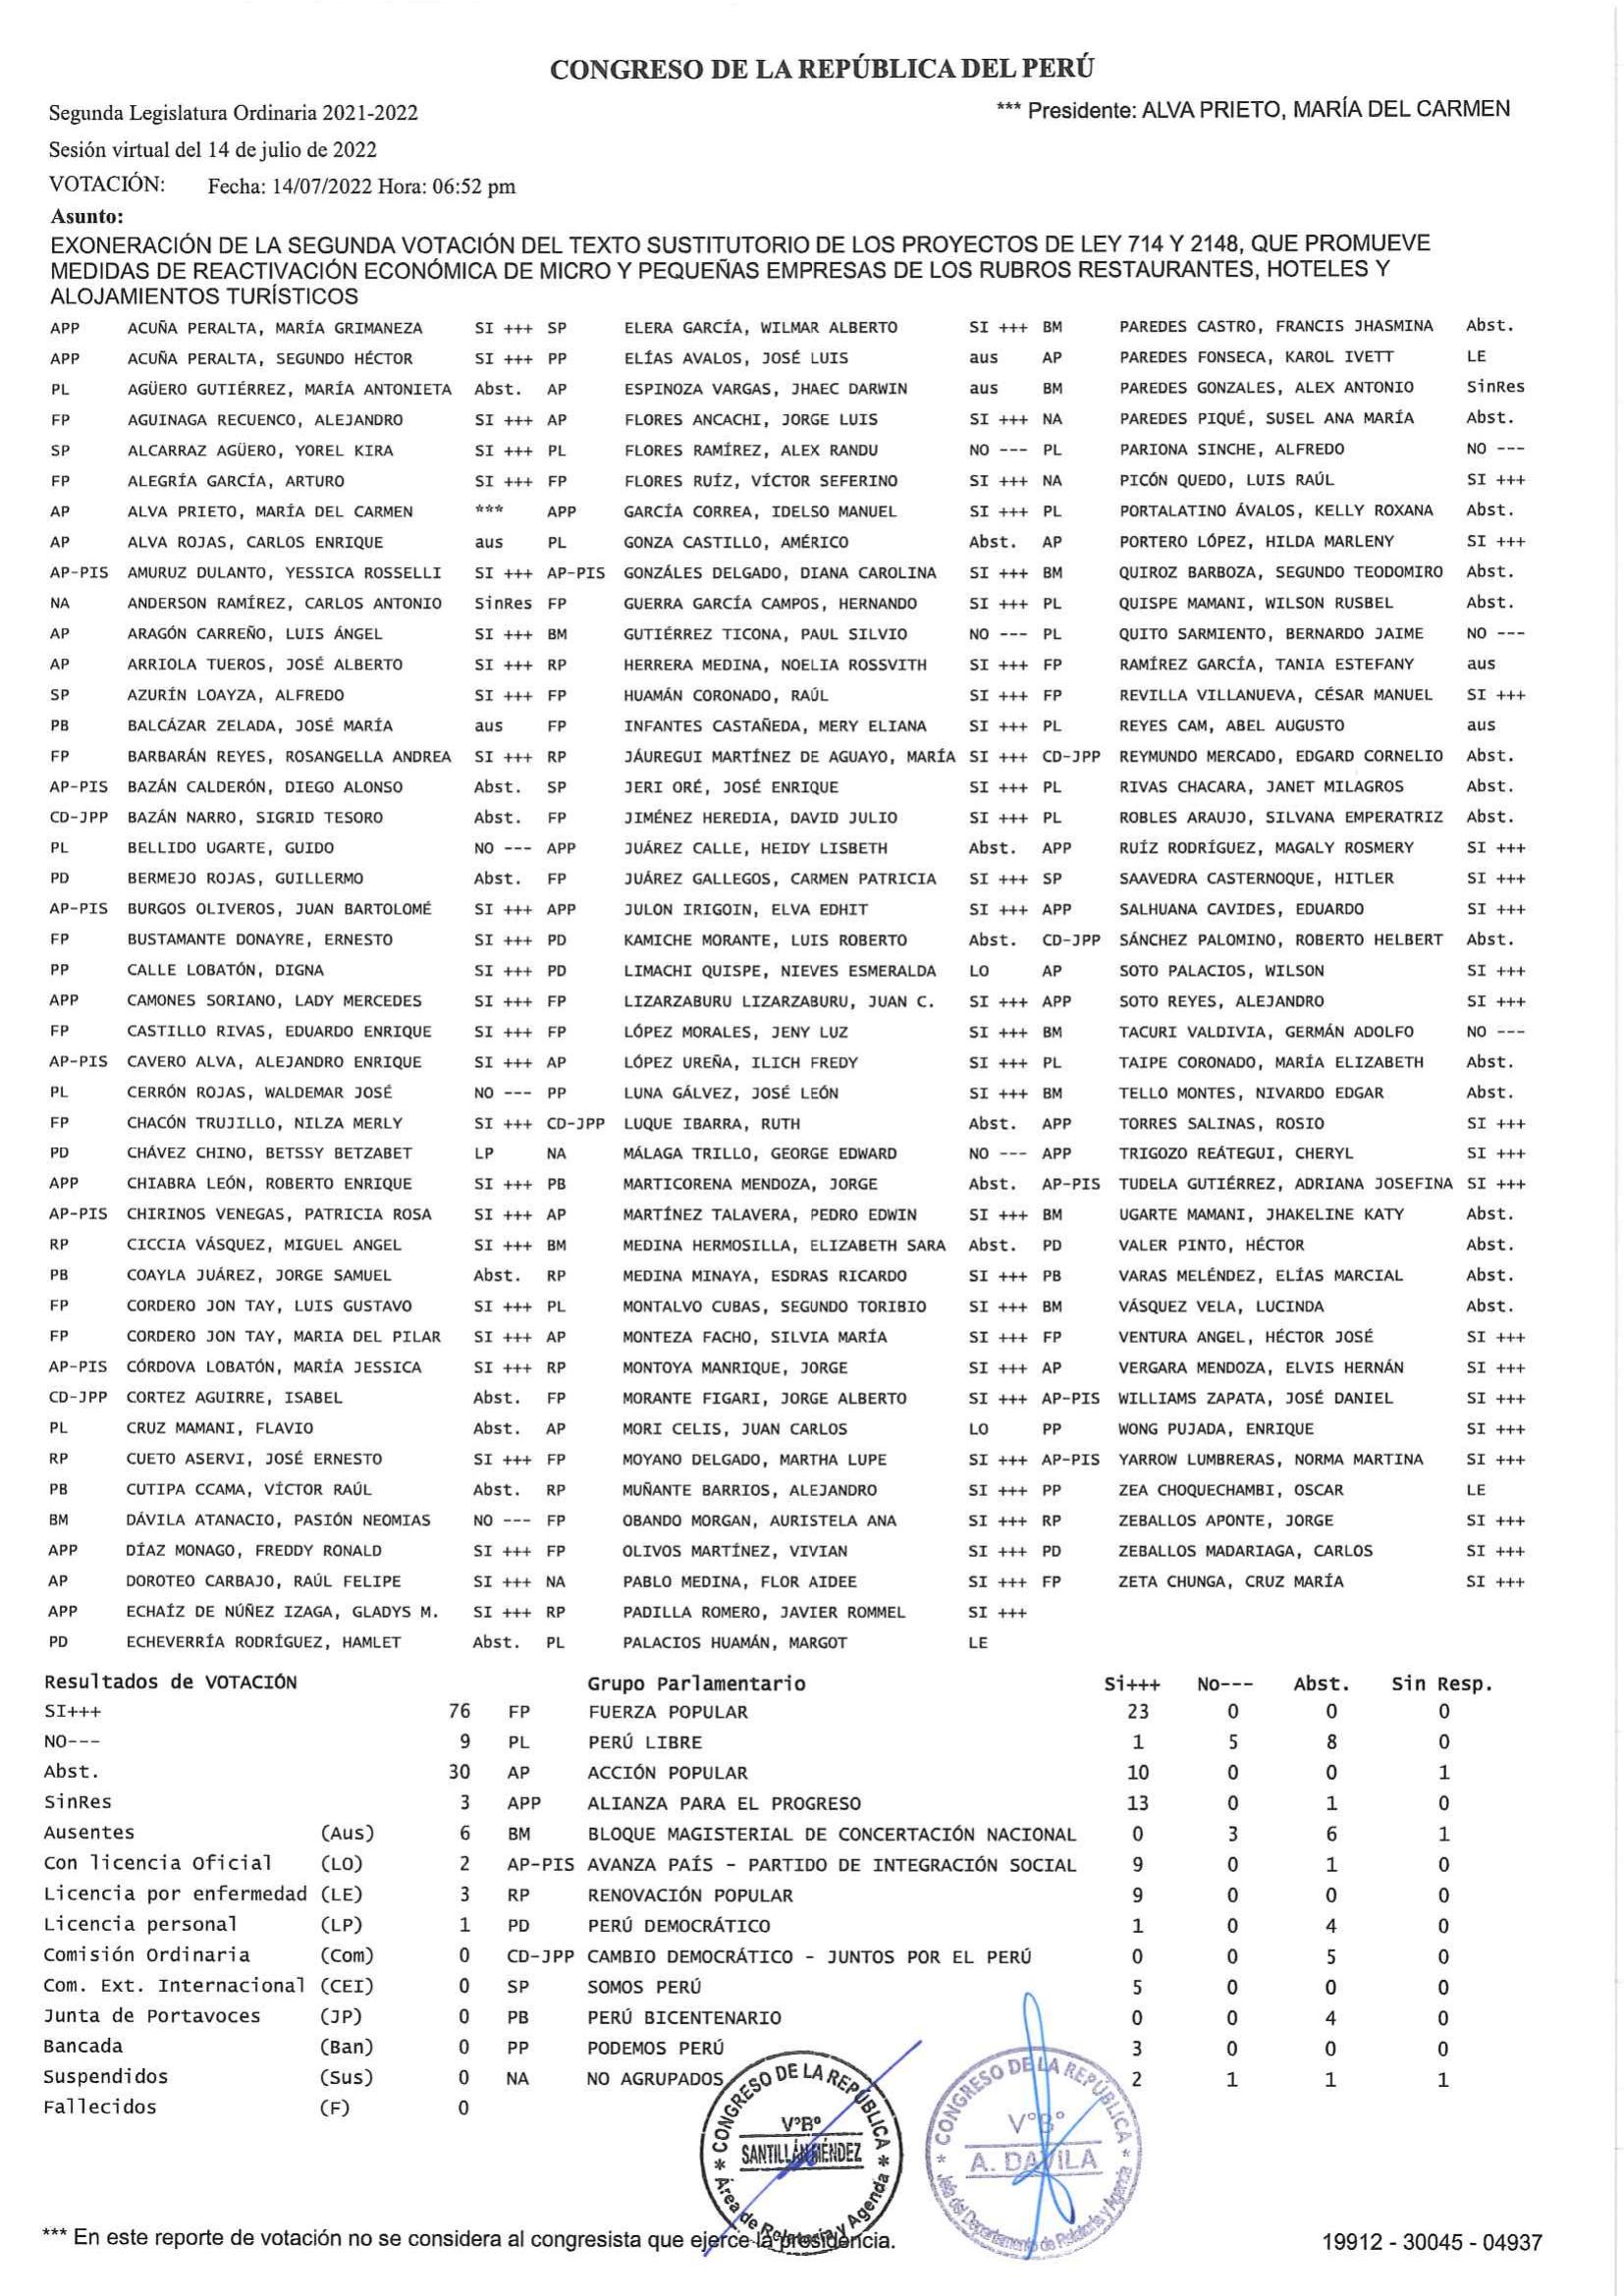 CONGRESO DE LA REPÚBLICA DEL PERÚ
Segunda Legislatura Ordinaria 2021-2022 *** Presidente: ALVA PRIETO, MARÍA DEL CARMEN
Sesión virtual del 14 de julio de 2022
VOTACIÓN: Fecha: 14/07/2022 Hora: 06:52 pm
Asunto:
EXONERACIÓN DE LA SEGUNDA VOTACIÓN DEL TEXTO SUSTITUTORIO DE LOS PROYECTOS DE LEY 714 Y 2148, QUE PROMUEVE
MEDIDAS DE REACTIVACIÓN ECONÓMICA DE MICRO Y PEQUEÑAS EMPRESAS DE LOS RUBROS RESTAURANTES, HOTELES Y
ALOJAMIENTOS TURÍSTICOS
APP ACUÑA PERALTA, MARÍA GRIMANEZA SI +++ SP ELERA GARCÍA, WILMAR ALBERTO SI +++ BM PAREDES CASTRO, FRANCIS JHASMINA Abst.
APP ACUÑA PERALTA, SEGUNDO HÉCTOR SI +++ PP ELÍAS AVALOS, JOSÉ LUIS aus AP PAREDES FONSECA, KAROL IVETT LE
PL AGÜERO GUTIÉRREZ, MARÍA ANTONIETA Abst. AP ESPINOZA VARGAS, JHAEC DARWIN aus BM PAREDES GONZALES, ALEX ANTONIO SinRes
FP AGUINAGA RECUENCO, ALEJANDRO SI +++ AP FLORES ANCACHI, JORGE LUIS SI +++ NA PAREDES PIQUÉ, SUSEL ANA MARÍA Abst.
SP ALCARRAZ AGÜERO, YOREL KIRA SI +++ PL FLORES RAMÍREZ, ALEX RANDU NO --- PL PARIONA SINCHE, ALFREDO NO ---
FP ALEGRÍA GARCÍA, ARTURO SI +++ FP FLORES RUÍZ, VÍCTOR SEFERINO SI +++ NA PICÓN QUEDO, LUIS RAÚL SI +++
AP ALVA PRIETO, MARÍA DEL CARMEN *** APP GARCÍA CORREA, IDELSO MANUEL SI +++ PL PORTALATINO ÁVALOS, KELLY ROXANA Abst.
AP ALVA ROJAS, CARLOS ENRIQUE aus PL GONZA CASTILLO, AMÉRICO Abst. AP PORTERO LÓPEZ, HILDA MARLENY SI +++
AP-PIS AMURUZ DULANTO, YESSICA ROSSELLI SI +++ AP-PIS GONZÁLES DELGADO, DIANA CAROLINA SI +++ BM QUIROZ BARBOZA, SEGUNDO TEODOMIRO Abst.
NA ANDERSON RAMÍREZ, CARLOS ANTONIO SinRes FP GUERRA GARCÍA CAMPOS, HERNANDO SI +++ PL QUISPE MAMANI, WILSON RUSBEL Abst.
AP ARAGÓN CARREÑO, LUIS ÁNGEL SI +++ BM GUTIÉRREZ TICONA, PAUL SILVIO NO --- PL QUITO SARMIENTO, BERNARDO JAIME NO ---
AP ARRIOLA TUEROS, JOSÉ ALBERTO SI +++ RP HERRERA MEDINA, NOELIA ROSSVITH SI +++ FP RAMÍREZ GARCÍA, TANIA ESTEFANY aus
SP AZURÍN LOAYZA, ALFREDO SI +++ FP HUAMÁN CORONADO, RAÚL SI +++ FP REVILLA VILLANUEVA, CÉSAR MANUEL SI +++
PB BALCÁZAR ZELADA, JOSÉ MARÍA aus FP INFANTES CASTAÑEDA, MERY ELIANA SI +++ PL REYES CAM, ABEL AUGUSTO aus
FP BARBARÁN REYES, ROSANGELLA ANDREA SI +++ RP JÁUREGUI MARTÍNEZ DE AGUAYO, MARÍA SI +++ CD-JPP REYMUNDO MERCADO, EDGARD CORNELIO Abst.
AP-PIS BAZÁN CALDERÓN, DIEGO ALONSO Abst. SP JERI ORÉ, JOSÉ ENRIQUE SI +++ PL RIVAS CHACARA, JANET MILAGROS Abst.
CD-JPP BAZÁN NARRO, SIGRID TESORO Abst. FP JIMÉNEZ HEREDIA, DAVID JULIO SI +++ PL ROBLES ARAUJO, SILVANA EMPERATRIZ Abst.
PL BELLIDO UGARTE, GUIDO NO --- APP JUÁREZ CALLE, HEIDY LISBETH Abst. APP RUÍZ RODRÍGUEZ, MAGALY ROSMERY SI +++
PD BERMEJO ROJAS, GUILLERMO Abst. FP JUÁREZ GALLEGOS, CARMEN PATRICIA SI +++ SP SAAVEDRA CASTERNOQUE, HITLER SI +++
AP-PIS BURGOS OLIVEROS, JUAN BARTOLOMÉ SI +++ APP JULON IRIGOIN, ELVA EDHIT SI +++ APP SALHUANA CAVIDES, EDUARDO SI +++
FP BUSTAMANTE DONAYRE, ERNESTO SI +++ PD KAMICHE MORANTE, LUIS ROBERTO Abst. CD-JPP SÁNCHEZ PALOMINO, ROBERTO HELBERT Abst.
PP CALLE LOBATÓN, DIGNA SI +++ PD LIMACHI QUISPE, NIEVES ESMERALDA LO AP SOTO PALACIOS, WILSON SI +++
APP CAMONES SORIANO, LADY MERCEDES SI +++ FP LIZARZABURU LIZARZABURU, JUAN C. SI +++ APP SOTO REYES, ALEJANDRO SI +++
FP CASTILLO RIVAS, EDUARDO ENRIQUE SI +++ FP LÓPEZ MORALES, JENY LUZ SI +++ BM TACURI VALDIVIA, GERMÁN ADOLFO NO ---
AP-PIS CAVERO ALVA, ALEJANDRO ENRIQUE SI +++ AP LÓPEZ UREÑA, ILICH FREDY SI +++ PL TAIPE CORONADO, MARÍA ELIZABETH Abst.
PL CERRÓN ROJAS, WALDEMAR JOSÉ NO --- PP LUNA GÁLVEZ, JOSÉ LEÓN SI +++ BM TELLO MONTES, NIVARDO EDGAR Abst.
FP CHACÓN TRUJILLO, NILZA MERLY SI +++ CD-JPP LUQUE IBARRA, RUTH Abst. APP TORRES SALINAS, ROSIO SI +++
PD CHÁVEZ CHINO, BETSSY BETZABET LP NA MÁLAGA TRILLO, GEORGE EDWARD NO --- APP TRIGOZO REÁTEGUI, CHERYL SI +++
APP CHIABRA LEÓN, ROBERTO ENRIQUE SI +++ PB MARTICORENA MENDOZA, JORGE Abst. AP-PIS TUDELA GUTIÉRREZ, ADRIANA JOSEFINA SI +++
AP-PIS CHIRINOS VENEGAS, PATRICIA ROSA SI +++ AP MARTÍNEZ TALAVERA, PEDRO EDWIN SI +++ BM UGARTE MAMANI, JHAKELINE KATY Abst.
RP CICCIA VÁSQUEZ, MIGUEL ANGEL SI +++ BM MEDINA HERMOSILLA, ELIZABETH SARA Abst. PD VALER PINTO, HÉCTOR Abst.
PB COAYLA JUÁREZ, JORGE SAMUEL Abst. RP MEDINA MINAYA, ESDRAS RICARDO SI +++ PB VARAS MELÉNDEZ, ELÍAS MARCIAL Abst.
FP CORDERO JON TAY, LUIS GUSTAVO SI +++ PL MONTALVO CUBAS, SEGUNDO TORIBIO SI +++ BM VÁSQUEZ VELA, LUCINDA Abst.
FP CORDERO JON TAY, MARIA DEL PILAR SI +++ AP MONTEZA FACHO, SILVIA MARÍA SI +++ FP VENTURA ANGEL, HÉCTOR JOSÉ SI +++
AP-PIS CÓRDOVA LOBATÓN, MARÍA JESSICA SI +++ RP MONTOYA MANRIQUE, JORGE SI +++ AP VERGARA MENDOZA, ELVIS HERNÁN SI +++
CD-JPP CORTEZ AGUIRRE, ISABEL Abst. FP MORANTE FIGARI, JORGE ALBERTO SI +++ AP-PIS WILLIAMS ZAPATA, JOSÉ DANIEL SI +++
PL CRUZ MAMANI, FLAVIO Abst. AP MORI CELIS, JUAN CARLOS LO PP WONG PUJADA, ENRIQUE SI +++
RP CUETO ASERVI, JOSÉ ERNESTO SI +++ FP MOYANO DELGADO, MARTHA LUPE SI +++ AP-PIS YARROW LUMBRERAS, NORMA MARTINA SI +++
PB CUTIPA CCAMA, VÍCTOR RAÚL Abst. RP MUÑANTE BARRIOS, ALEJANDRO SI +++ PP ZEA CHOQUECHAMBI, OSCAR LE
BM DÁVILA ATANACIO, PASIÓN NEOMIAS NO --- FP OBANDO MORGAN, AURISTELA ANA SI +++ RP ZEBALLOS APONTE, JORGE SI +++
APP DÍAZ MONAGO, FREDDY RONALD SI +++ FP OLIVOS MARTÍNEZ, VIVIAN SI +++ PD ZEBALLOS MADARIAGA, CARLOS SI +++
AP DOROTEO CARBAJO, RAÚL FELIPE SI +++ NA PABLO MEDINA, FLOR AIDEE SI +++ FP ZETA CHUNGA, CRUZ MARÍA SI +++
APP ECHAÍZ DE NÚÑEZ IZAGA, GLADYS M. SI +++ RP PADILLA ROMERO, JAVIER ROMMEL SI +++
PD ECHEVERRÍA RODRÍGUEZ, HAMLET Abst. PL PALACIOS HUAMÁN, MARGOT LE
Resultados de VOTACIÓN Grupo Parlamentario Si+++ No--- Abst. Sin Resp.
SI+++ 76 FP FUERZA POPULAR 23 0 0 0
NO--- 9 PL PERÚ LIBRE 1 5 8 0
Abst. 30 AP ACCIÓN POPULAR 10 0 0 1
SinRes 3 APP ALIANZA PARA EL PROGRESO 13 0 1 0
Ausentes (Aus) 6 BM BLOQUE MAGISTERIAL DE CONCERTACIÓN NACIONAL 0 3 6 1
Con licencia Oficial (LO) 2 AP-PIS AVANZA PAÍS - PARTIDO DE INTEGRACIÓN SOCIAL 9 0 1 0
Licencia por enfermedad (LE) 3 RP RENOVACIÓN POPULAR 9 0 0 0
Licencia personal (LP) 1 PD PERÚ DEMOCRÁTICO 1 0 4 0
Comisión Ordinaria (Com) 0 CD-JPP CAMBIO DEMOCRÁTICO - JUNTOS POR EL PERÚ 0 0 5 0
Com. Ext. Internacional (CEI) 0 SP SOMOS PERÚ 5 0 0 0
Junta de Portavoces (JP) 0 PB PERÚ BICENTENARIO 0 0 4 0
Bancada (Ban) 0 PP PODEMOS PERÚ 3 0 0 0
Suspendidos (Sus) 0 NA NO AGRUPADOS 2 1 1 1
Fallecidos (F) 0
* CONGRESO DE LA REPÚBLICA *
V°B°
SANTILLÁN MÉNDEZ
Área de Relatoría y Agenda
* CONGRESO DE LA REPÚBLICA *
V°B°
A. DAVILA
Jefa del Departamento de Relatoría y Agenda
*** En este reporte de votación no se considera al congresista que ejerce la presidencia. 19912 - 30045 - 04937